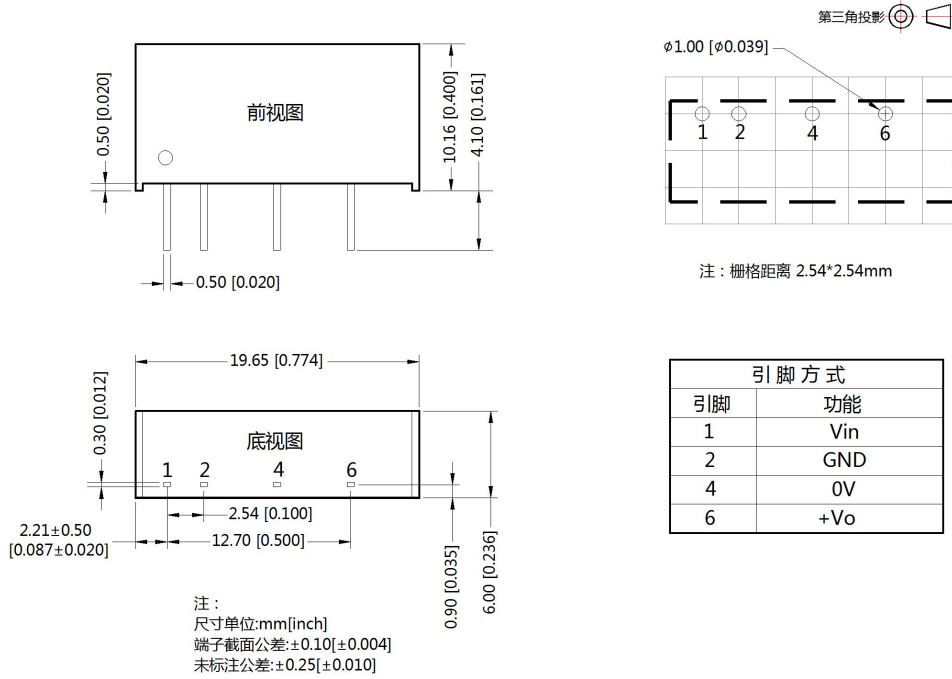 第三角投影
ϕ1.00 [ϕ0.039]
前视图
0.50 [0.020]
10.16 [0.400]
4.10 [0.161]
1 2 4 6
0.50 [0.020]
注：栅格距离 2.54*2.54mm
19.65 [0.774]
0.30 [0.012]
底视图
1 2 4 6
2.54 [0.100]
12.70 [0.500]
2.21±0.50
[0.087±0.020]
0.90 [0.035]
6.00 [0.236]
引脚方式
引脚 功能
1 Vin
2 GND
4 0V
6 +Vo
注：
尺寸单位:mm[inch]
端子截面公差:±0.10[±0.004]
未标注公差:±0.25[±0.010]